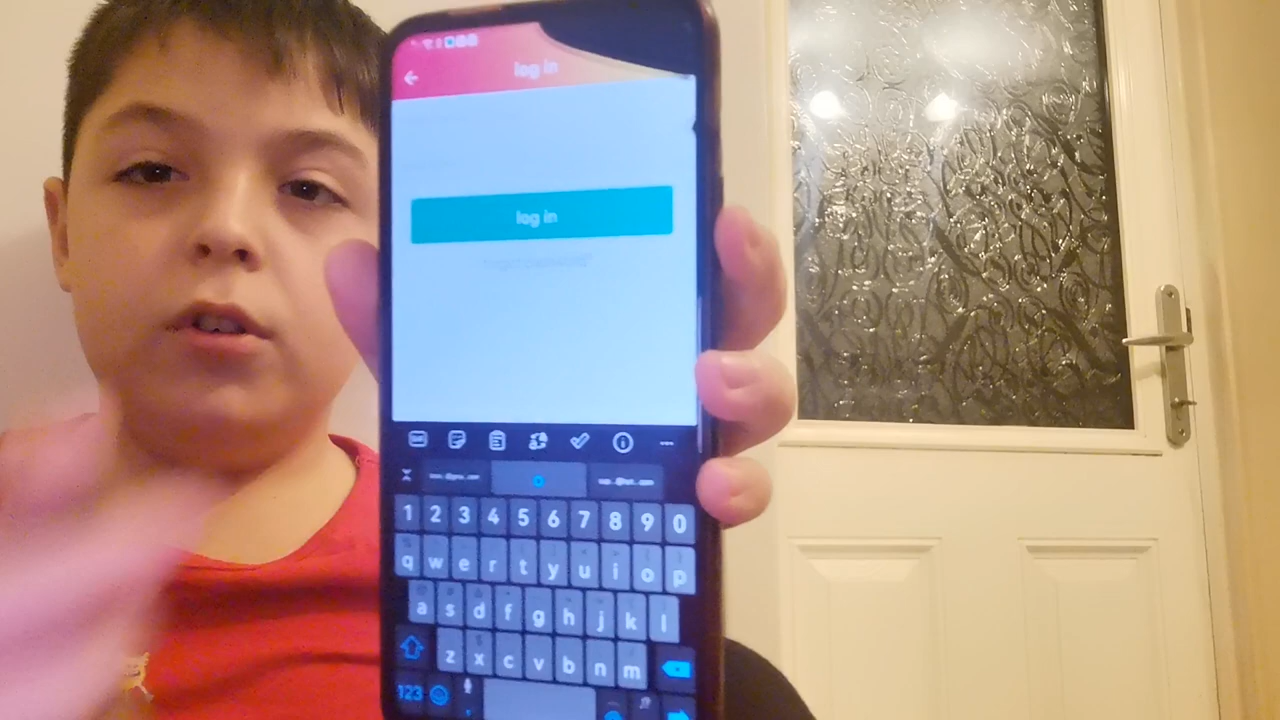 log in
log in
1 2 3 4 5 6 7 8 9 0
q w e r t y u i o p
a s d f g h j k l
z x c v b n m
123